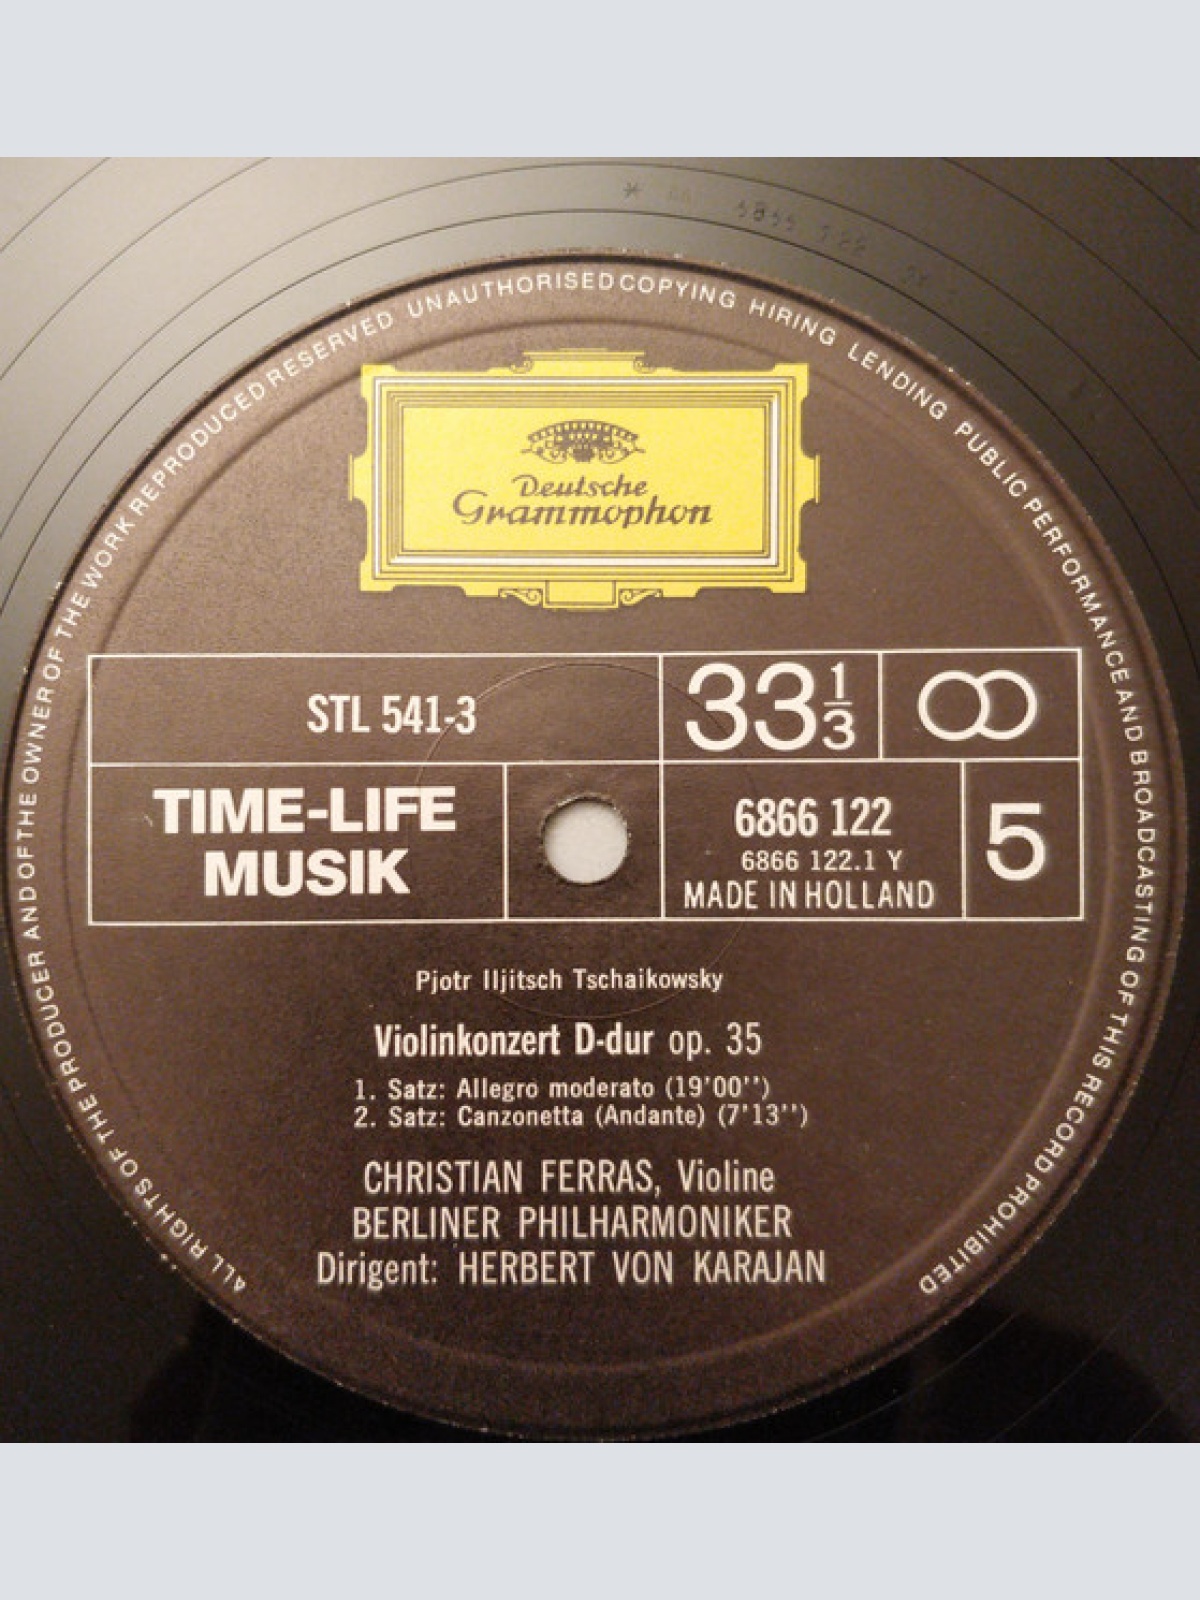 ALL RIGHTS OF THE PRODUCER AND OF THE OWNER OF THE WORK REPRODUCED RESERVED UNAUTHORISED COPYING HIRING LENDING PUBLIC PERFORMANCE AND BROADCASTING OF THIS RECORD PROHIBITED
Deutsche
Grammophon
STL 541-3
33 1/3
TIME-LIFE
MUSIK
6866 122
6866 122.1 Y
MADE IN HOLLAND
5
Pjotr Iljitsch Tschaikowsky
Violinkonzert D-dur op. 35
1. Satz: Allegro moderato (19'00'')
2. Satz: Canzonetta (Andante) (7'13'')
CHRISTIAN FERRAS, Violine
BERLINER PHILHARMONIKER
Dirigent: HERBERT VON KARAJAN